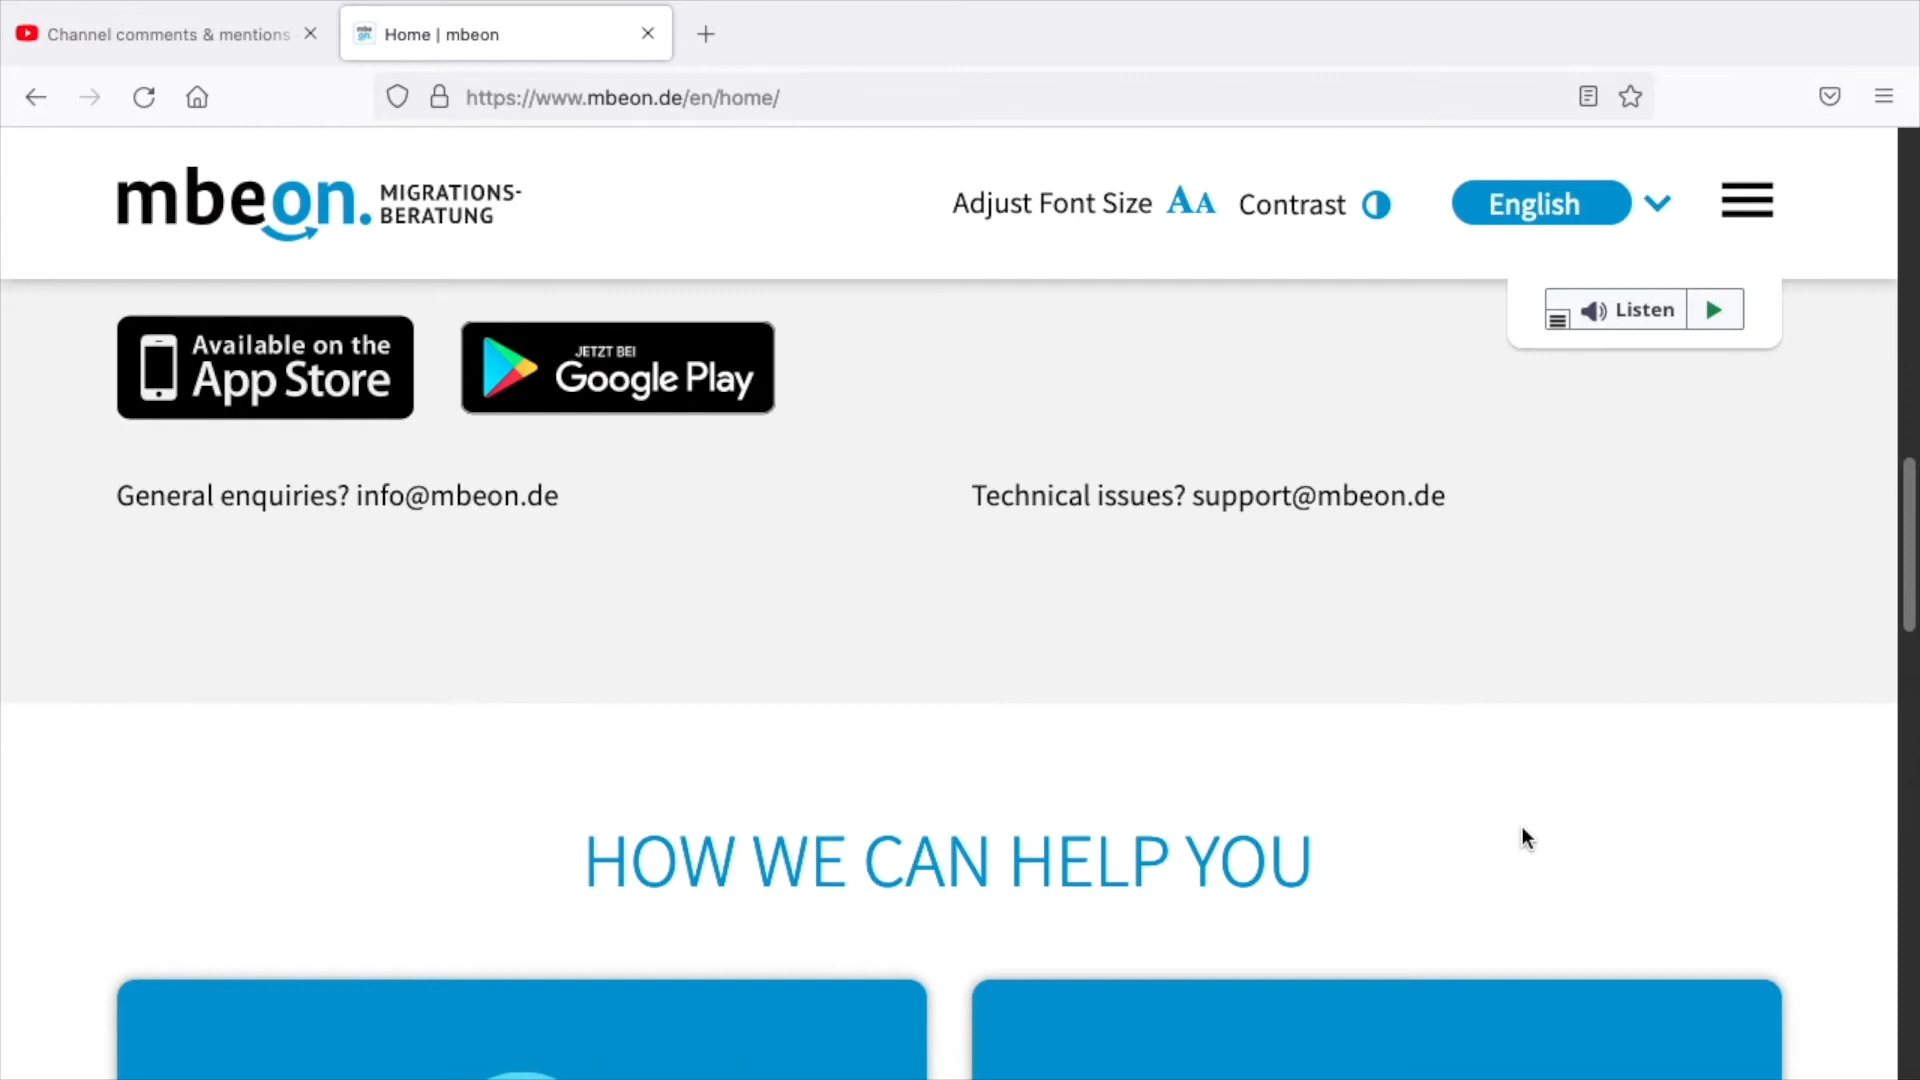 Channel comments & mentions
Home | mbeon
https://www.mbeon.de/en/home/
mbeon. MIGRATIONS-
BERATUNG
Adjust Font Size AA Contrast
English
Listen
Available on the
App Store
JETZT BEI
Google Play
General enquiries? info@mbeon.de
Technical issues? support@mbeon.de
HOW WE CAN HELP YOU